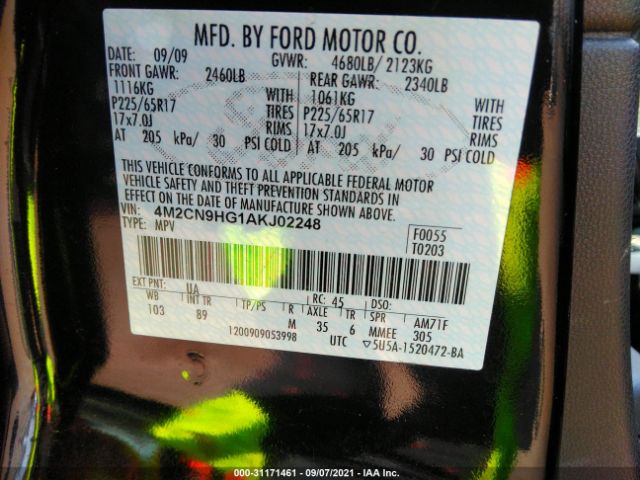 MFD. BY FORD MOTOR CO.
DATE: 09/09 GVWR: 4680LB/ 2123KG
FRONT GAWR: 2460LB REAR GAWR: 2340LB
1116KG WITH 1061KG WITH
P225/65R17 TIRES P225/65R17 TIRES
17x7.0J RIMS 17x7.0J RIMS
AT 205 kPa/ 30 PSI COLD AT 205 kPa/ 30 PSI COLD
THIS VEHICLE CONFORMS TO ALL APPLICABLE FEDERAL MOTOR
VEHICLE SAFETY AND THEFT PREVENTION STANDARDS IN
EFFECT ON THE DATE OF MANUFACTURE SHOWN ABOVE.
VIN: 4M2CN9HG1AKJ02248
TYPE: MPV
F0055
T0203
EXT PNT: UA RC: 45 DSO:
WB INT TR TP/PS R AXLE TR SPR AM71F
103 89 M 35 6 MMEE 305
1200909053998 UTC ▽5U5A-1520472-BA
000-31171461 - 09/07/2021 - IAA Inc.